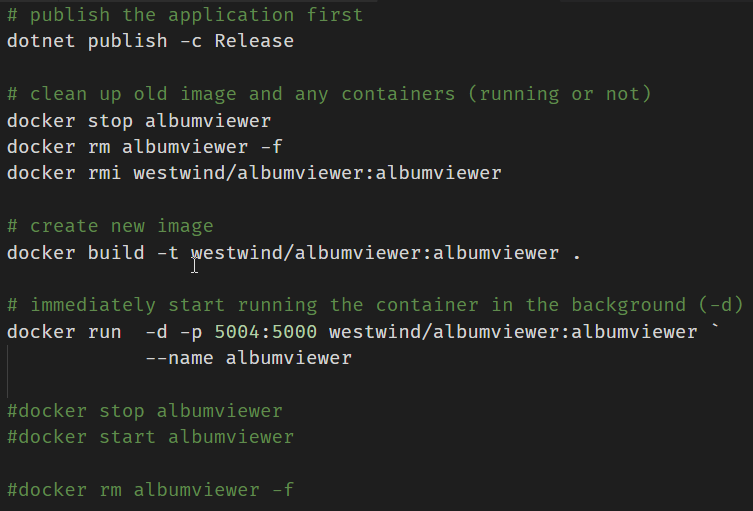 # publish the application first
dotnet publish -c Release
# clean up old image and any containers (running or not)
docker stop albumviewer
docker rm albumviewer -f
docker rmi westwind/albumviewer:albumviewer
# create new image
docker build -t westwind/albumviewer:albumviewer .
# immediately start running the container in the background (-d)
docker run  -d -p 5004:5000 westwind/albumviewer:albumviewer `
            --name albumviewer
#docker stop albumviewer
#docker start albumviewer
#docker rm albumviewer -f